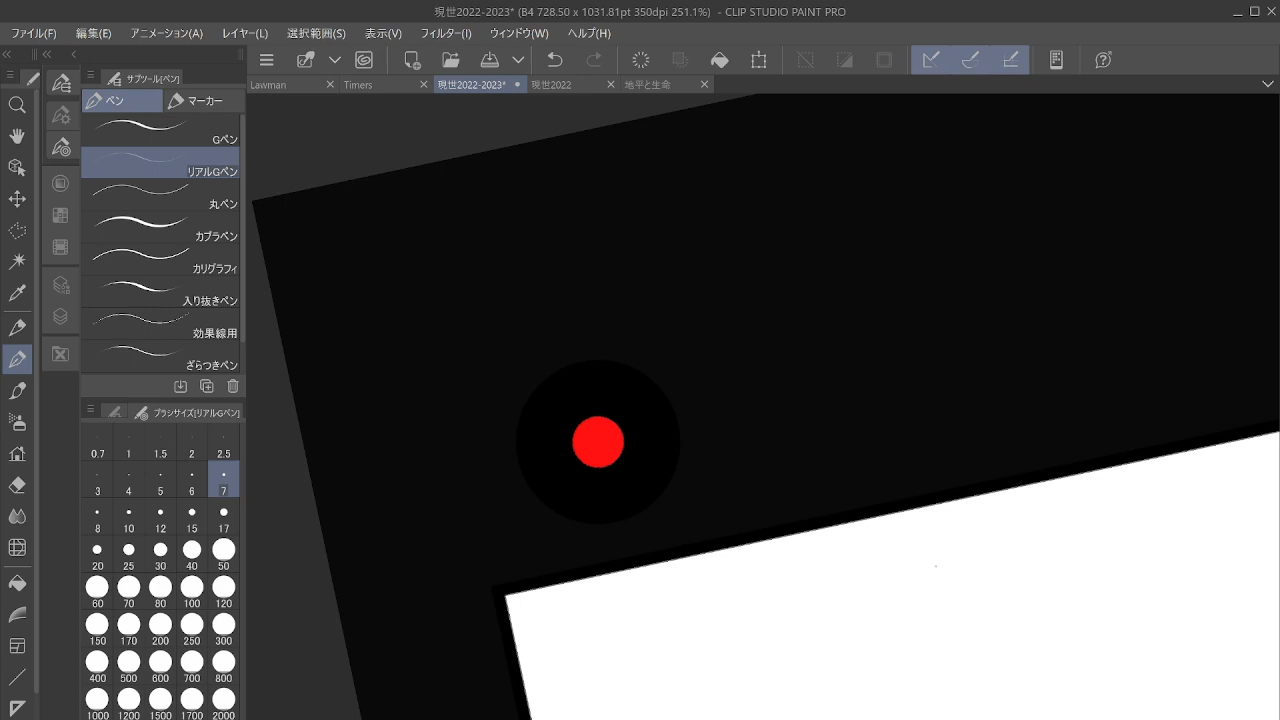 現世2022-2023* (B4 728.50 x 1031.81pt 350dpi 251.1%) - CLIP STUDIO PAINT PRO
ファイル(F) 編集(E) アニメーション(A) レイヤー(L) 選択範囲(S) 表示(V) フィルター(I) ウィンドウ(W) ヘルプ(H)
サブツール[ペン]
Lawman Timers 現世2022-2023* 現世2022 地平と生命
ペン マーカー
Gペン
リアルGペン
丸ペン
カブラペン
カリグラフィ
入り抜きペン
効果線用
ざらつきペン
ブラシサイズ[リアルGペン]
0.7 1 1.5 2 2.5
3 4 5 6 7
8 10 12 15 17
20 25 30 40 50
60 70 80 100 120
150 170 200 250 300
400 500 600 700 800
1000 1200 1500 1700 2000